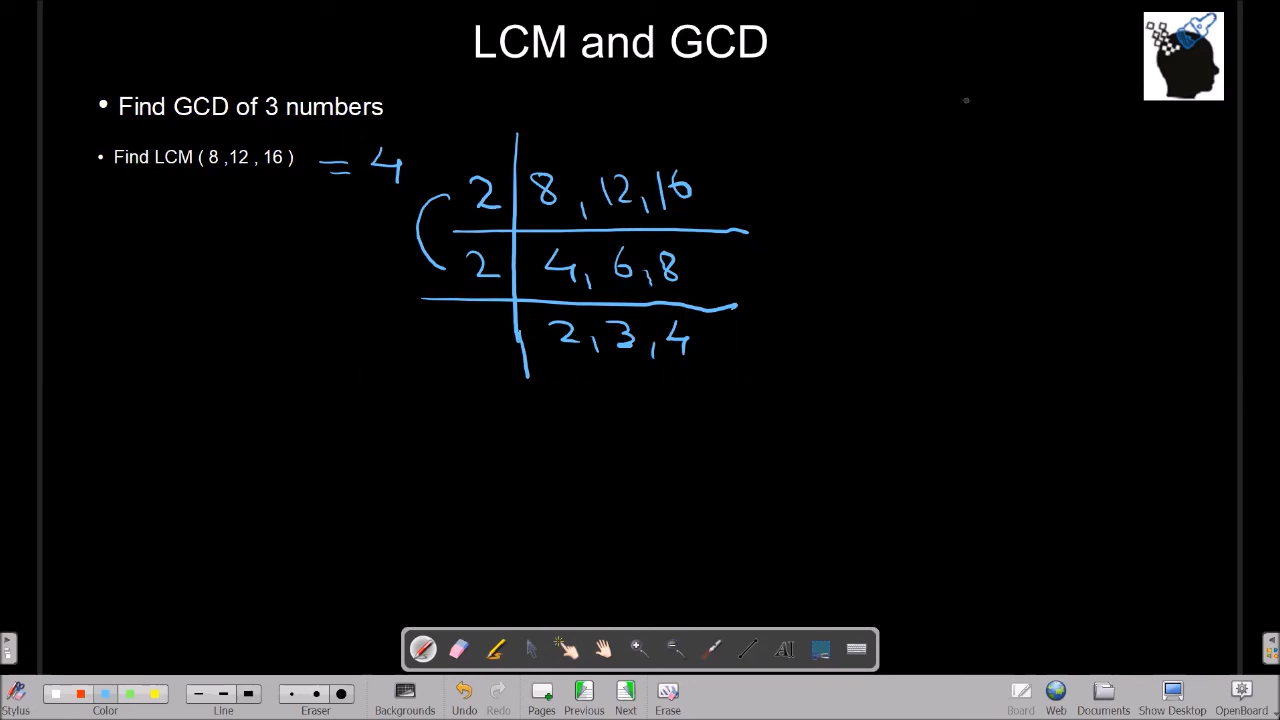 LCM and GCD
• Find GCD of 3 numbers
• Find LCM ( 8 ,12 , 16 ) = 4
2 8 , 12 , 16
2 4 , 6 , 8
2 , 3 , 4
Stylus Color Line Eraser Backgrounds Undo Redo Pages Previous Next Erase Board Web Documents Show Desktop OpenBoard